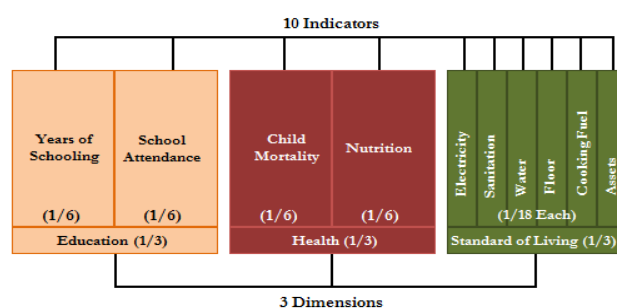 10 Indicators
Years of
Schooling
(1/6)
School
Attendance
(1/6)
Education (1/3)
Child
Mortality
(1/6)
Nutrition
(1/6)
Health (1/3)
Electricity
Sanitation
Water
Floor
Cooking Fuel
Assets
(1/18 Each)
Standard of Living (1/3)
3 Dimensions